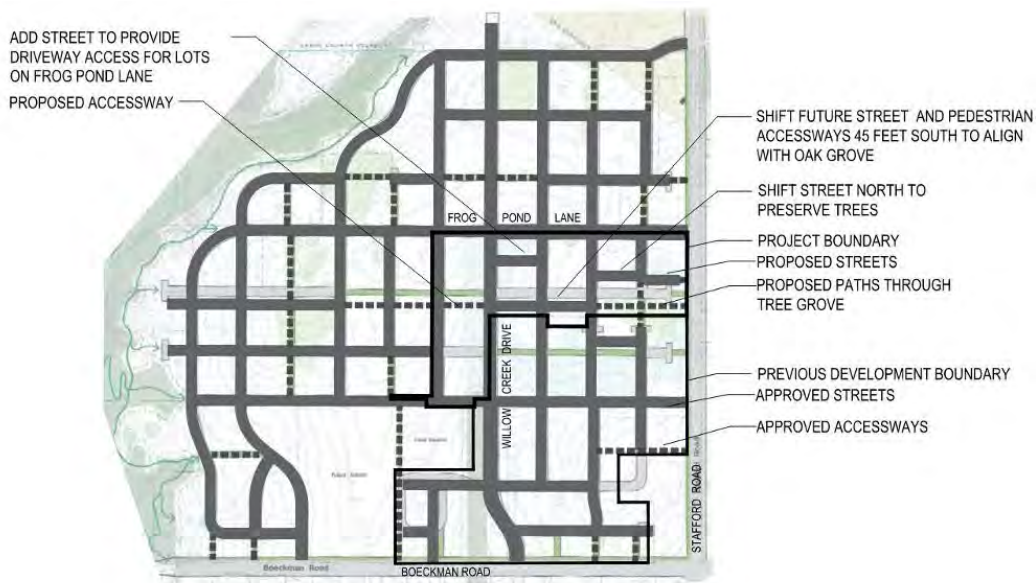 ADD STREET TO PROVIDE
DRIVEWAY ACCESS FOR LOTS
ON FROG POND LANE
PROPOSED ACCESSWAY
SHIFT FUTURE STREET AND PEDESTRIAN
ACCESSWAYS 45 FEET SOUTH TO ALIGN
WITH OAK GROVE
SHIFT STREET NORTH TO
PRESERVE TREES
FROG POND LANE
PROJECT BOUNDARY
PROPOSED STREETS
PROPOSED PATHS THROUGH
TREE GROVE
WILLOW CREEK DRIVE
PREVIOUS DEVELOPMENT BOUNDARY
APPROVED STREETS
APPROVED ACCESSWAYS
STAFFORD ROAD
Boeckman Road
BOECKMAN ROAD